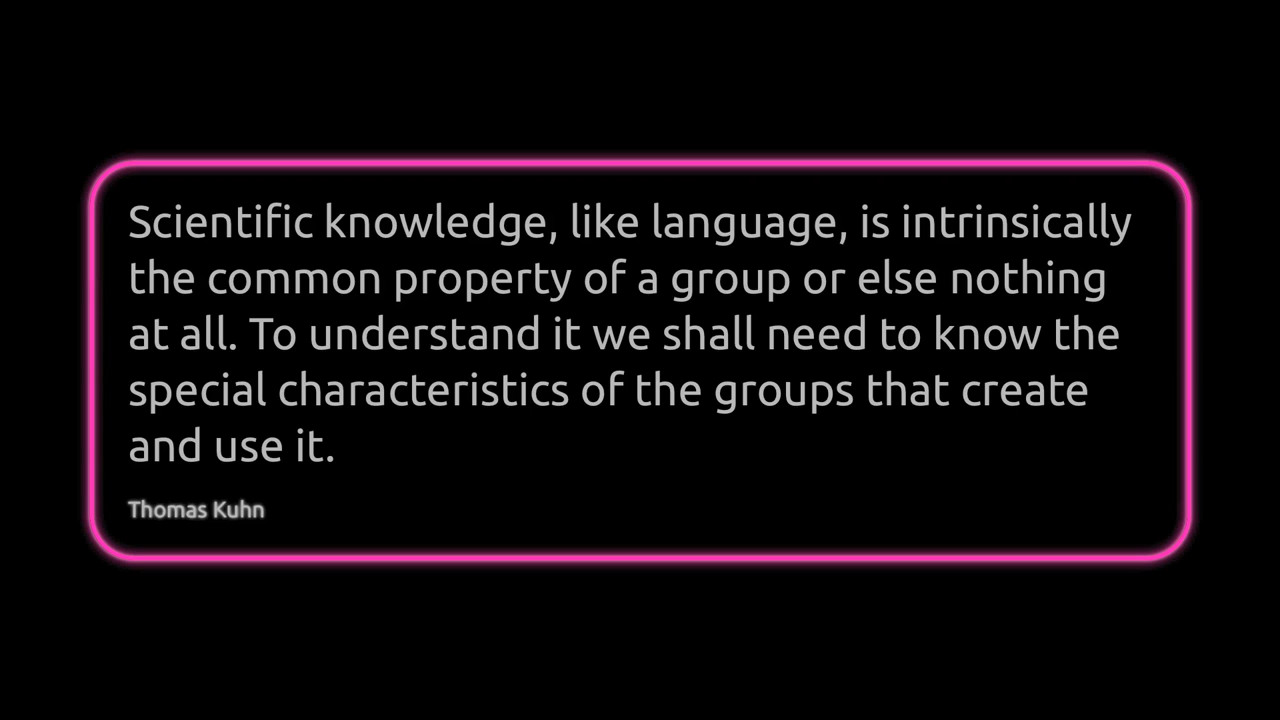 Scientific knowledge, like language, is intrinsically
the common property of a group or else nothing
at all. To understand it we shall need to know the
special characteristics of the groups that create
and use it.
Thomas Kuhn